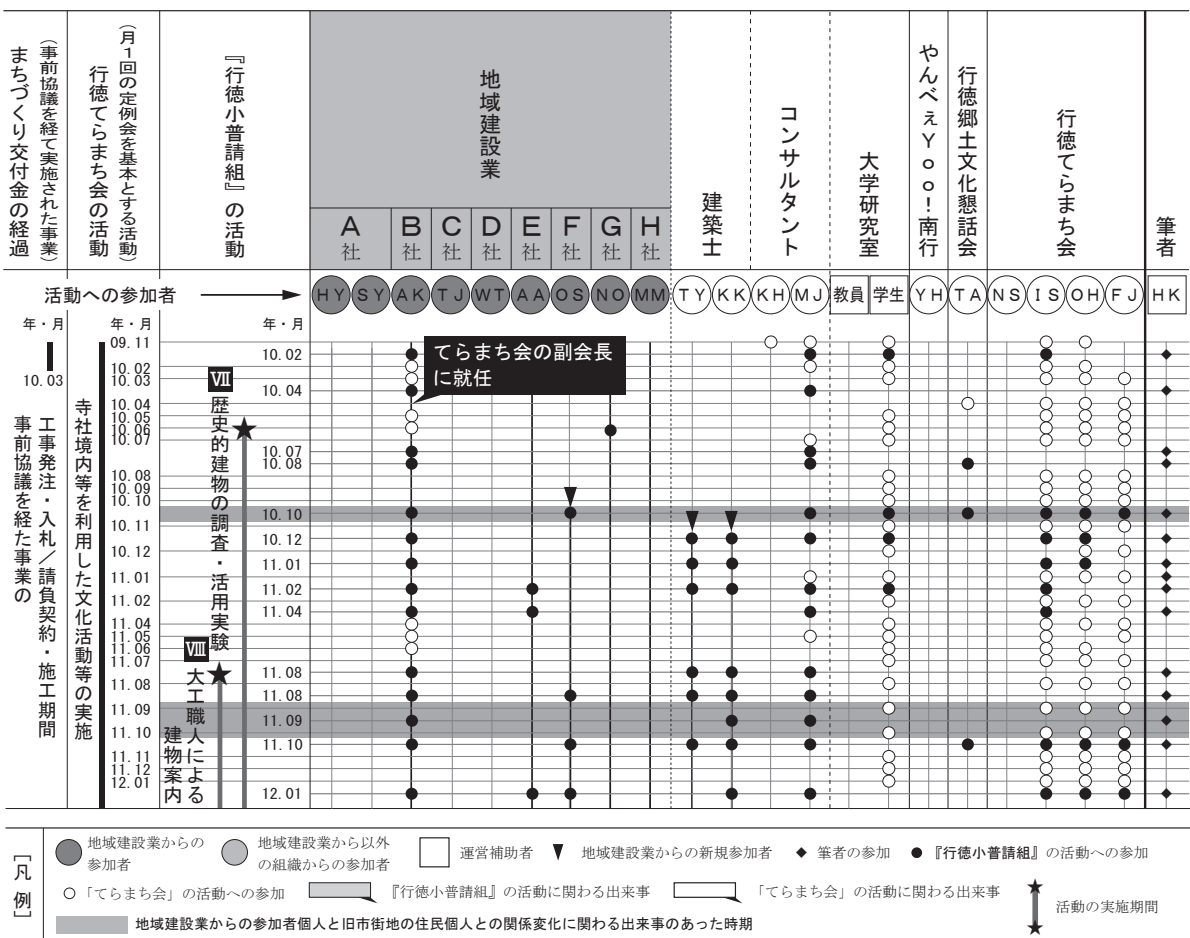 まちづくり交付金の経過
（事前協議を経て実施された事業）
行徳てらまち会の活動
（月１回の定例会を基本とする活動）
『行徳小普請組』の活動
地域建設業
A社
B社
C社
D社
E社
F社
G社
H社
建築士
コンサルタント
大学研究室
やんべぇYoo!南行
行徳郷土文化懇話会
行徳てらまち会
筆者
活動への参加者
HY SY AK TJ WT AA OS NO MM TY KK KH MJ 教員 学生 YH TA NS IS OH FJ HK
年・月
10.03
事前協議を経た事業の
工事発注・入札／請負契約・施工期間
寺社境内等を利用した文化活動等の実施
年・月
09.11
10.02
10.03
10.04
10.05
10.06
10.07
10.08
10.09
10.10
10.11
10.12
11.01
11.02
11.04
11.05
11.06
11.07
11.08
11.09
11.10
11.11
11.12
12.01
Ⅶ
歴史的建物の調査・活用実験
Ⅷ
大工職人による
建物案内
年・月
10.02
10.04
10.07
10.08
10.10
10.12
11.01
11.02
11.04
11.08
11.08
11.09
11.10
12.01
てらまち会の副会長
に就任
［凡例］
地域建設業からの
参加者
地域建設業から以外
の組織からの参加者
運営補助者
地域建設業からの新規参加者
筆者の参加
『行徳小普請組』の活動への参加
「てらまち会」の活動への参加
『行徳小普請組』の活動に関わる出来事
「てらまち会」の活動に関わる出来事
活動の実施期間
地域建設業からの参加者個人と旧市街地の住民個人との関係変化に関わる出来事のあった時期